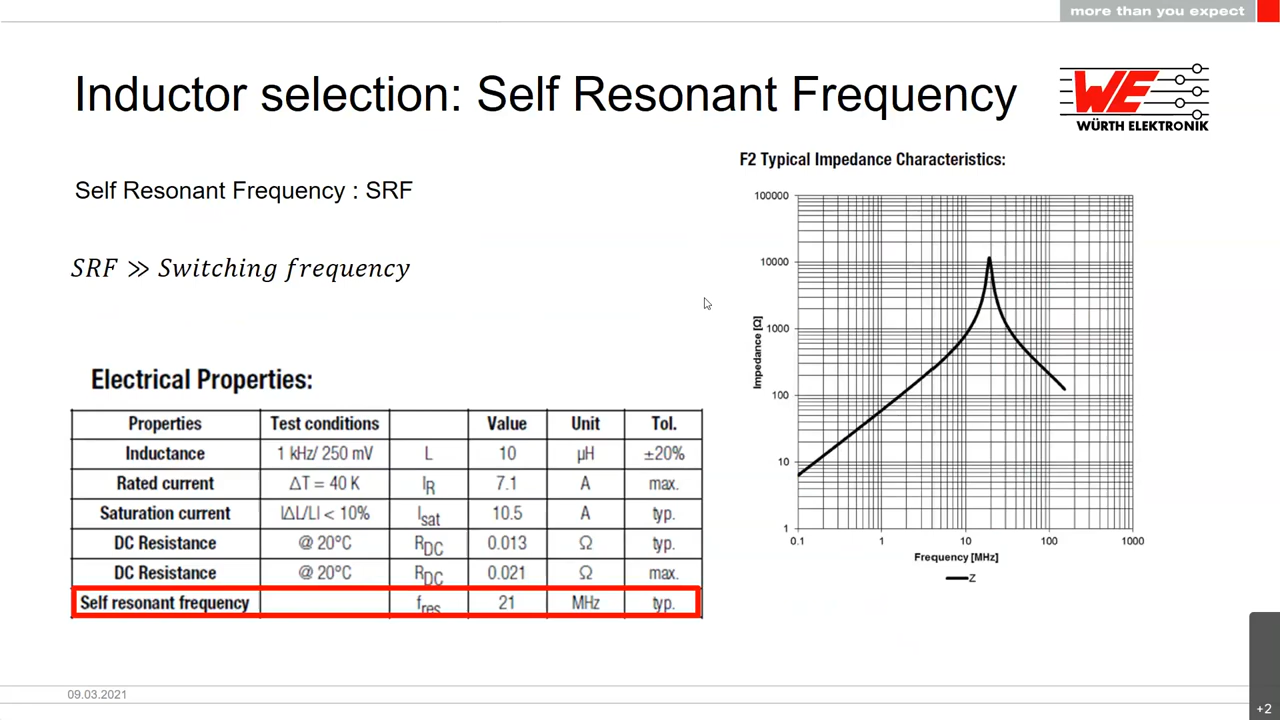 more than you expect
Inductor selection: Self Resonant Frequency
WE
WÜRTH ELEKTRONIK
Self Resonant Frequency : SRF
SRF ≫ Switching frequency
Electrical Properties:
Properties Test conditions Value Unit Tol.
Inductance 1 kHz/ 250 mV L 10 µH ±20%
Rated current ΔT = 40 K IR 7.1 A max.
Saturation current |ΔL/L| < 10% Isat 10.5 A typ.
DC Resistance @ 20°C RDC 0.013 Ω typ.
DC Resistance @ 20°C RDC 0.021 Ω max.
Self resonant frequency fres 21 MHz typ.
F2 Typical Impedance Characteristics:
Impedance [Ω]
100000
10000
1000
100
10
1
0.1 1 10 100 1000
Frequency [MHz]
Z
09.03.2021
+2